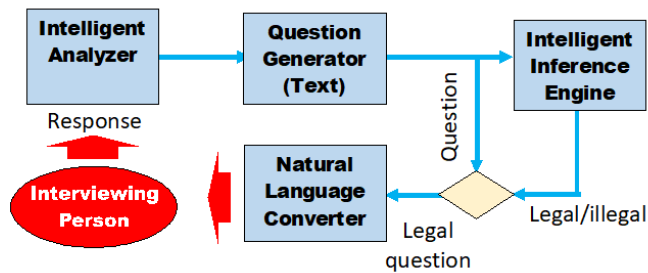 Intelligent
Analyzer
Question
Generator
(Text)
Intelligent
Inference
Engine
Response
Question
Interviewing
Person
Natural
Language
Converter
Legal
question
Legal/illegal